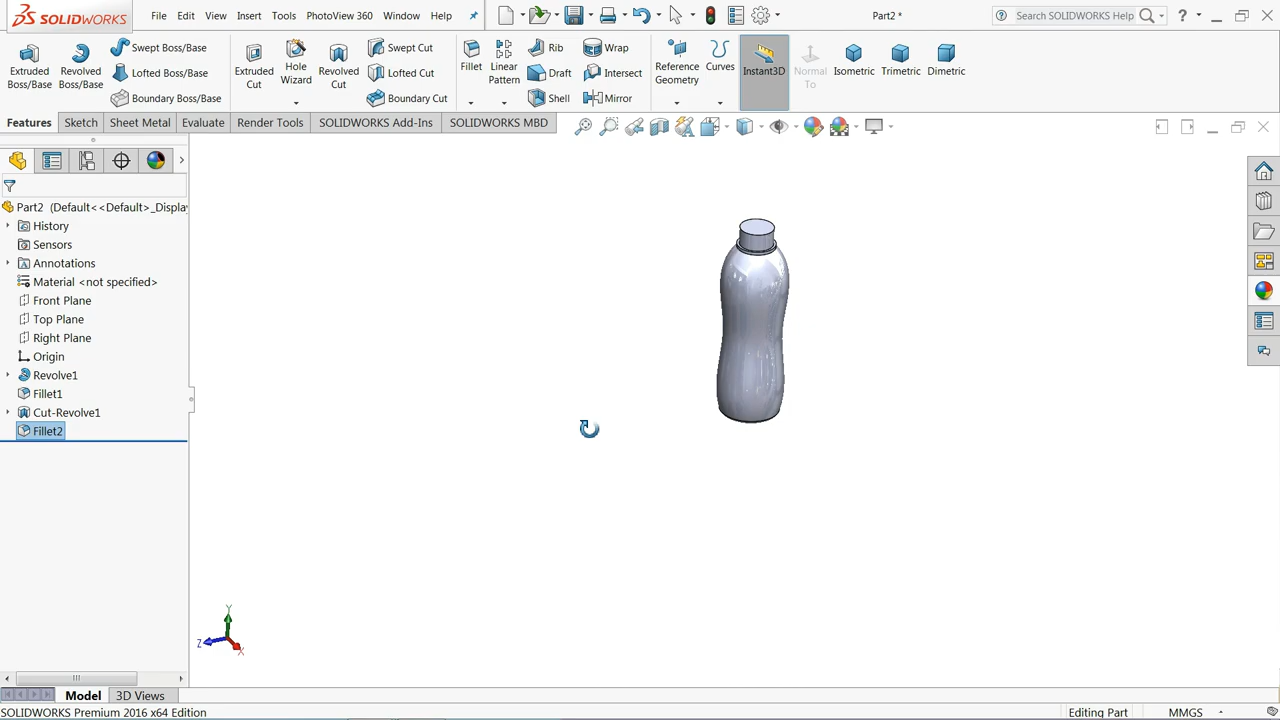 SOLIDWORKS File Edit View Insert Tools PhotoView 360 Window Help Part2 * Search SOLIDWORKS Help
Extruded Boss/Base
Revolved Boss/Base
Swept Boss/Base
Lofted Boss/Base
Boundary Boss/Base
Extruded Cut
Hole Wizard
Revolved Cut
Swept Cut
Lofted Cut
Boundary Cut
Fillet
Linear Pattern
Rib
Draft
Shell
Wrap
Intersect
Mirror
Reference Geometry
Curves
Instant3D
Normal To
Isometric
Trimetric
Dimetric
Features Sketch Sheet Metal Evaluate Render Tools SOLIDWORKS Add-Ins SOLIDWORKS MBD
Part2 (Default<<Default>_Display
History
Sensors
Annotations
Material <not specified>
Front Plane
Top Plane
Right Plane
Origin
Revolve1
Fillet1
Cut-Revolve1
Fillet2
Y
Z
X
Model 3D Views
SOLIDWORKS Premium 2016 x64 Edition Editing Part MMGS